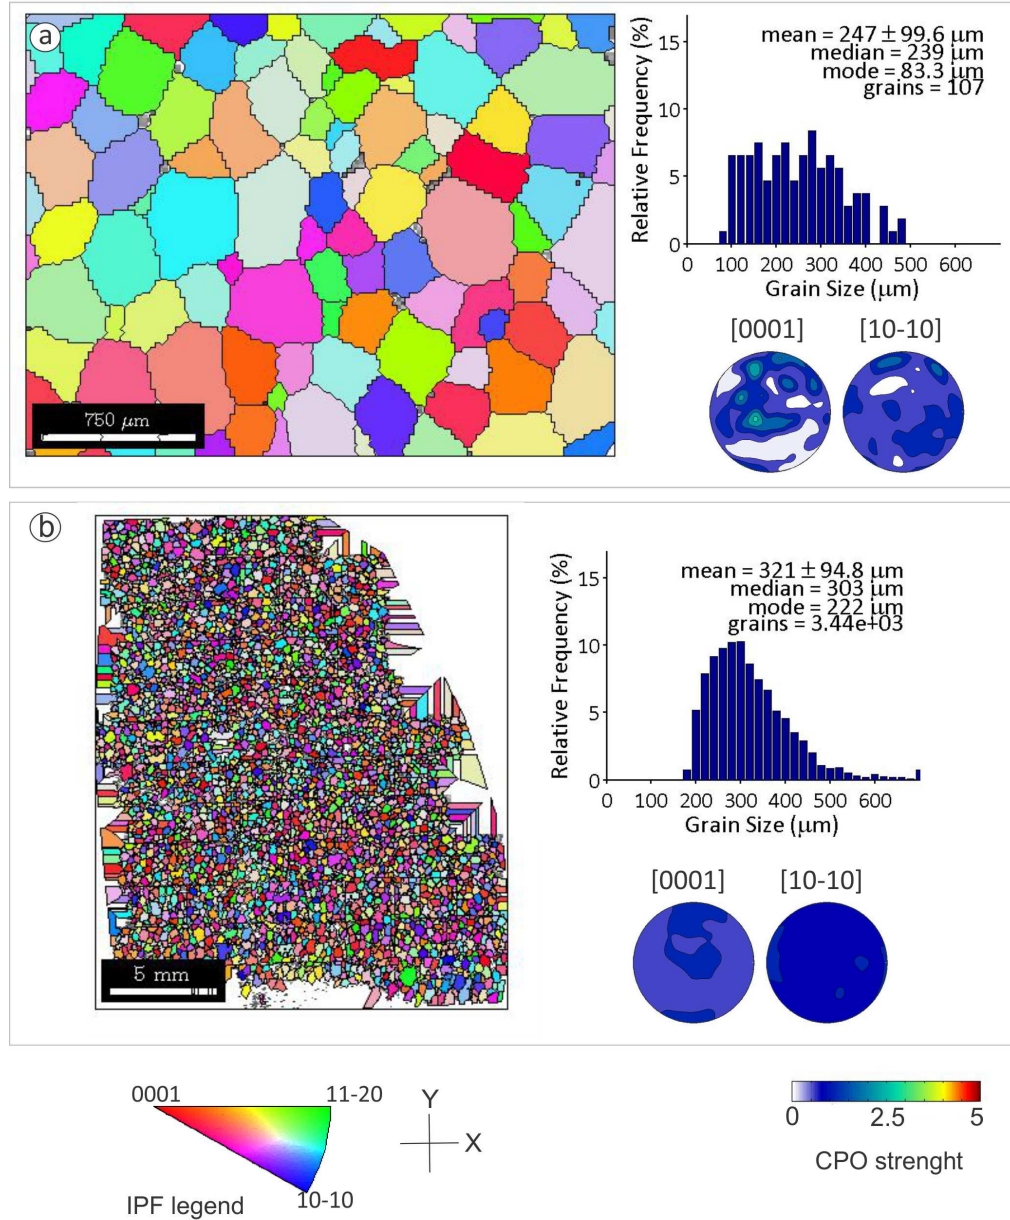 a
750 μm
Relative Frequency (%)
15
10
5
0
mean = 247 ± 99.6 μm
median = 239 μm
mode = 83.3 μm
grains = 107
0 100 200 300 400 500 600
Grain Size (μm)
[0001] [10-10]
b
5 mm
Relative Frequency (%)
15
10
5
0
mean = 321 ± 94.8 μm
median = 303 μm
mode = 222 μm
grains = 3.44e+03
0 100 200 300 400 500 600
Grain Size (μm)
[0001] [10-10]
0001 11-20
10-10
IPF legend
Y
X
0 2.5 5
CPO strenght